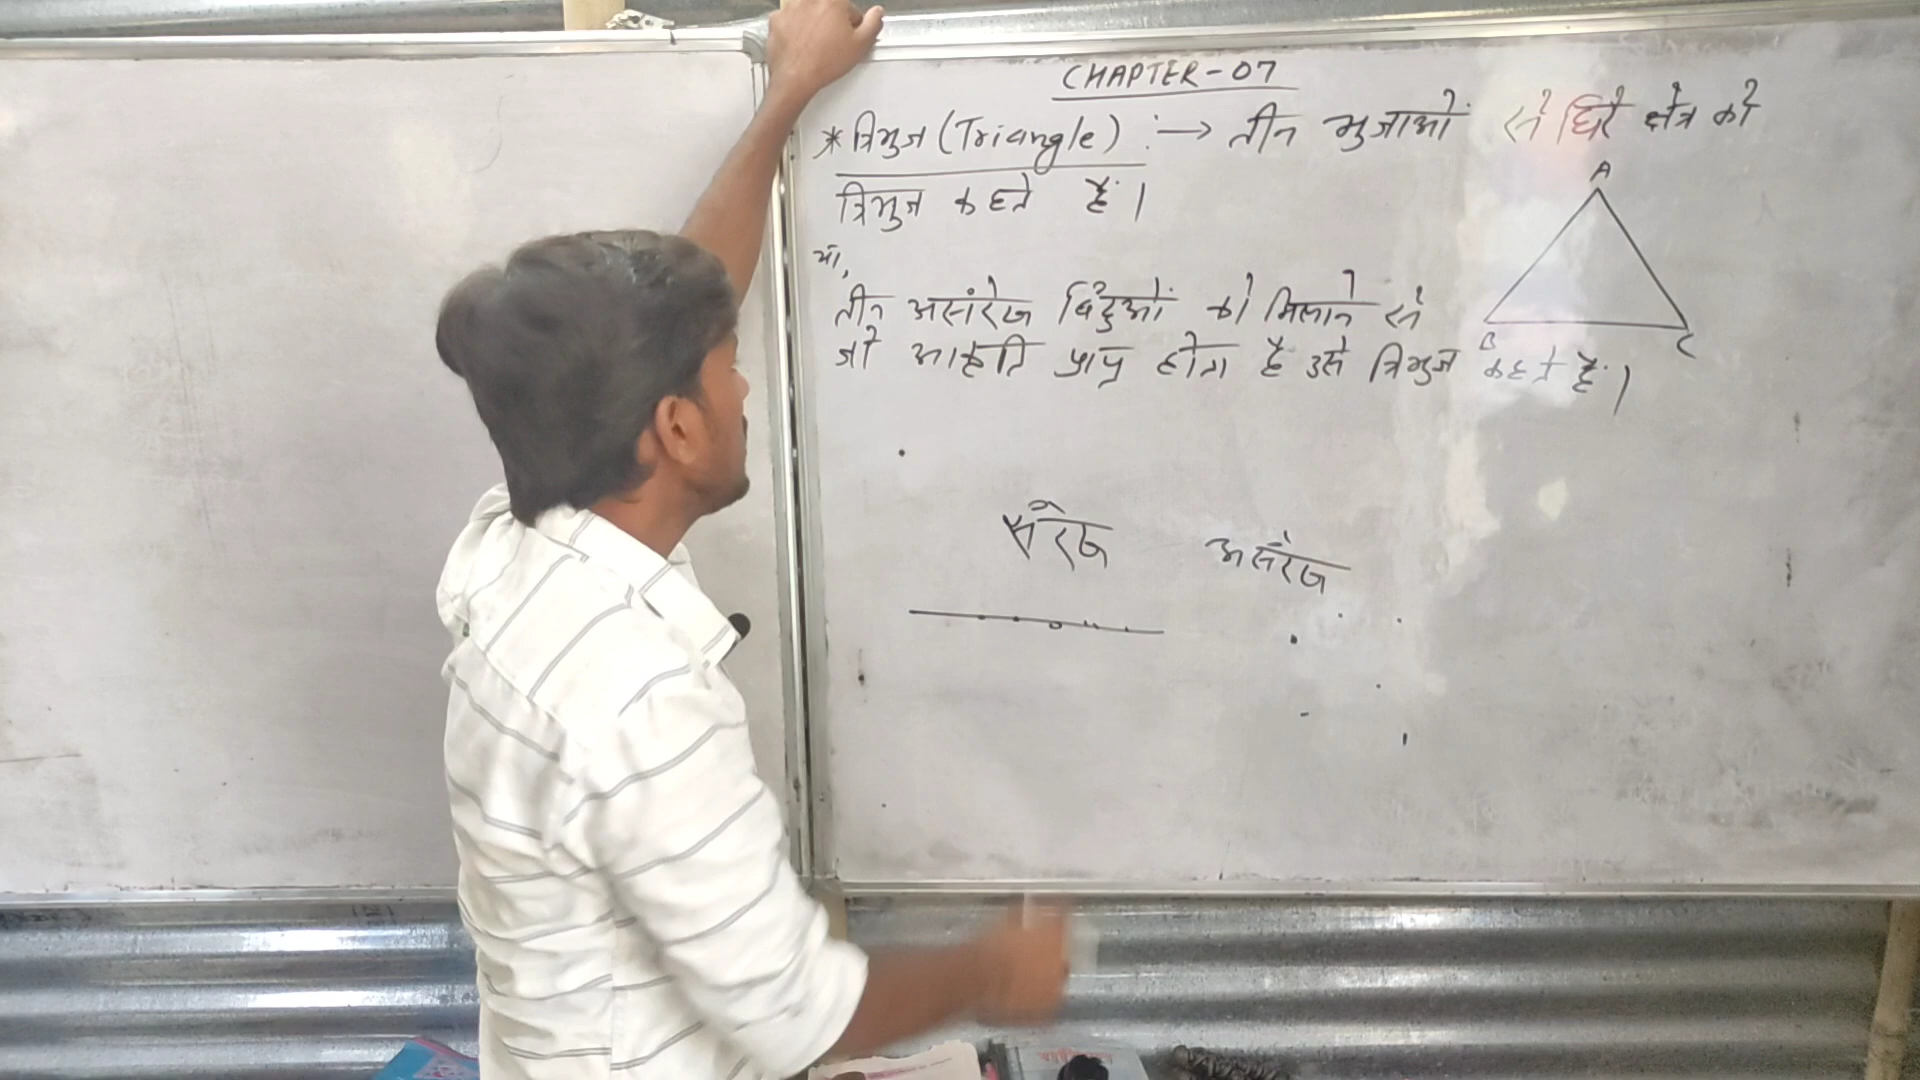 CHAPTER-07
* त्रिभुज (Triangle) :→ तीन भुजाओं से घिरे क्षेत्र को
त्रिभुज कहते हैं।
A
यां,
तीन असंरेख बिंदुओं को मिलाने से
B C
जो आकृति प्राप्त होता है उसे त्रिभुज कहते हैं।
संरेख असंरेख